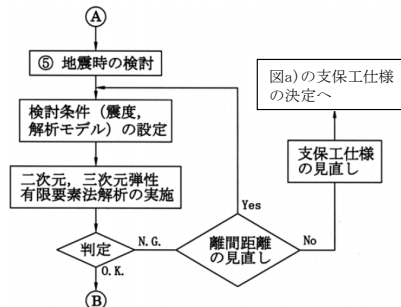 A
⑤ 地震時の検討
図a)の支保工仕様
の決定へ
検討条件（震度，
解析モデル）の設定
支保工仕様
の見直し
二次元，三次元弾性
有限要素法解析の実施
Yes
判定
N.G.
離間距離
の見直し
No
O.K.
B